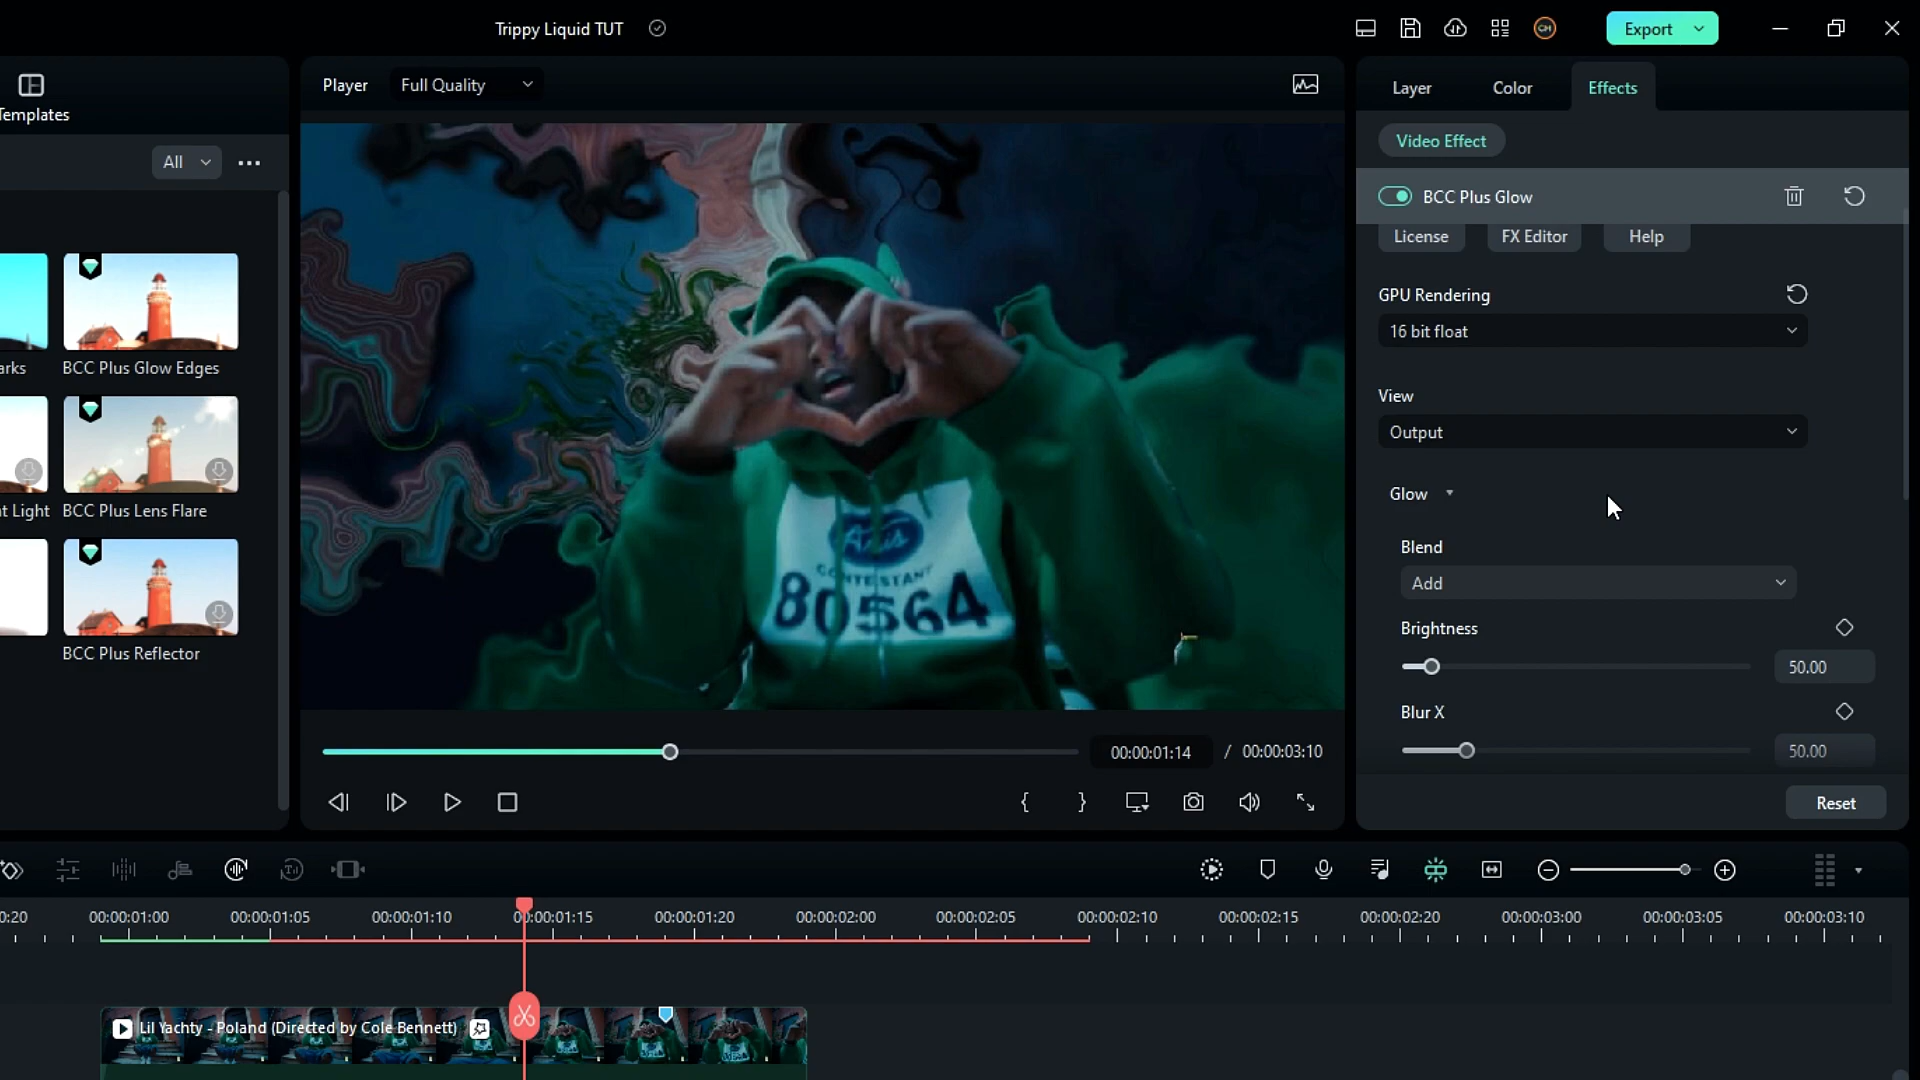 Trippy Liquid TUT
Export
Templates
Player
Full Quality
Layer
Color
Effects
All
Video Effect
BCC Plus Glow
License
FX Editor
Help
GPU Rendering
16 bit float
View
Output
Glow
Blend
Add
Brightness
50.00
Blur X
50.00
Reset
arks
BCC Plus Glow Edges
t Light
BCC Plus Lens Flare
BCC Plus Reflector
CONTESTANT
80564
00:00:01:14
/
00:00:03:10
0:20
00:00:01:00
00:00:01:05
00:00:01:10
00:00:01:15
00:00:01:20
00:00:02:00
00:00:02:05
00:00:02:10
00:00:02:15
00:00:02:20
00:00:03:00
00:00:03:05
00:00:03:10
Lil Yachty - Poland (Directed by Cole Bennett)